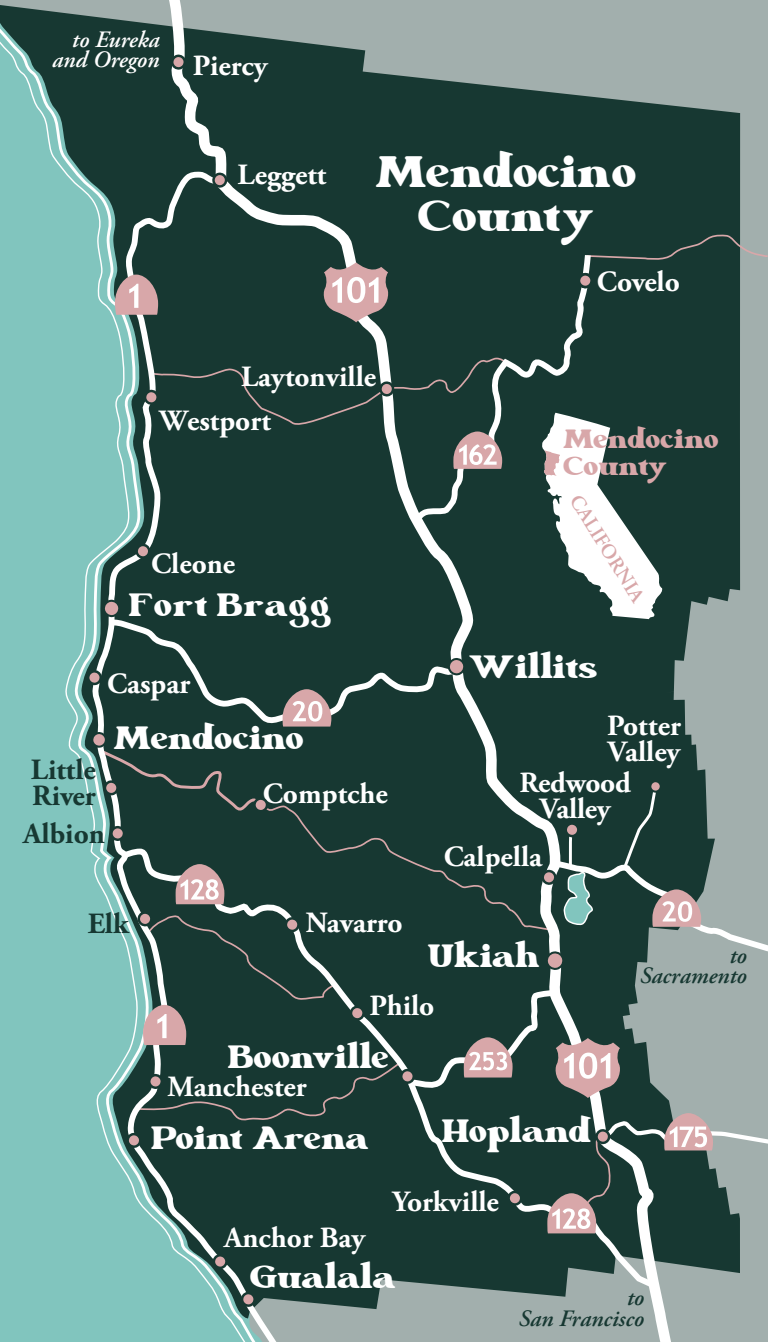 to Eureka
and Oregon
Piercy
Leggett
Mendocino
County
Covelo
1
101
Laytonville
Westport
162
Mendocino
County
CALIFORNIA
Cleone
Fort Bragg
Willits
Caspar
20
Mendocino
Potter
Valley
Little
River
Redwood
Valley
Comptche
Albion
Calpella
128
20
Elk
Navarro
Ukiah
to
Sacramento
Philo
1
Boonville
253
101
Manchester
Point Arena
Hopland
175
Yorkville
128
Anchor Bay
Gualala
to
San Francisco